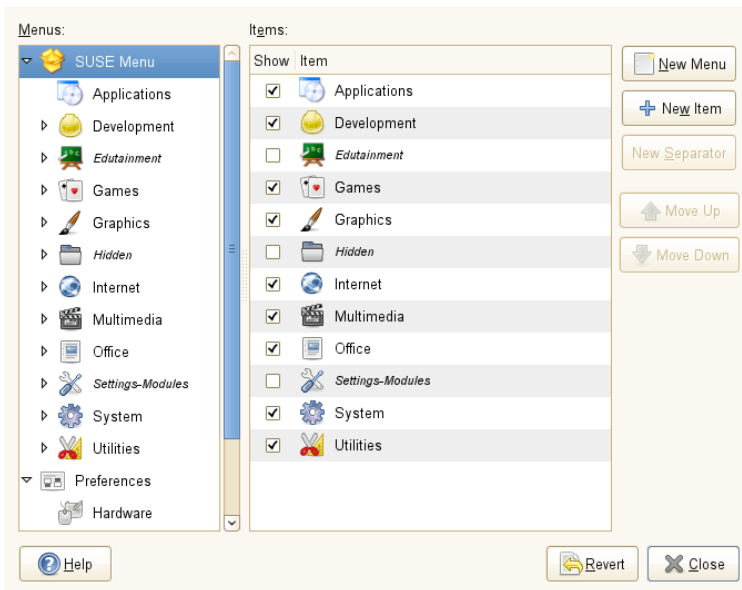 Menus:
SUSE Menu
Applications
Development
Edutainment
Games
Graphics
Hidden
Internet
Multimedia
Office
Settings-Modules
System
Utilities
Preferences
Hardware
Items:
Show Item
Applications
Development
Edutainment
Games
Graphics
Hidden
Internet
Multimedia
Office
Settings-Modules
System
Utilities
New Menu
New Item
New Separator
Move Up
Move Down
Help
Revert
Close